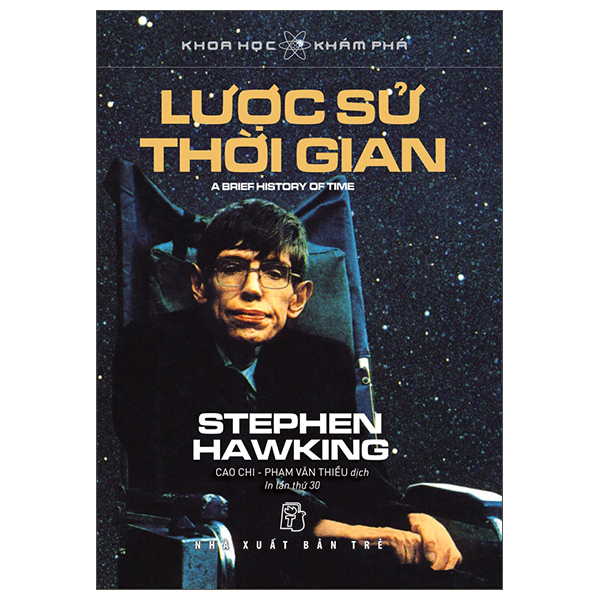 KHOA HỌC KHÁM PHÁ
LƯỢC SỬ
THỜI GIAN
A BRIEF HISTORY OF TIME
STEPHEN
HAWKING
CAO CHI - PHẠM VĂN THIỀU dịch
In lần thứ 30
NHÀ XUẤT BẢN TRẺ